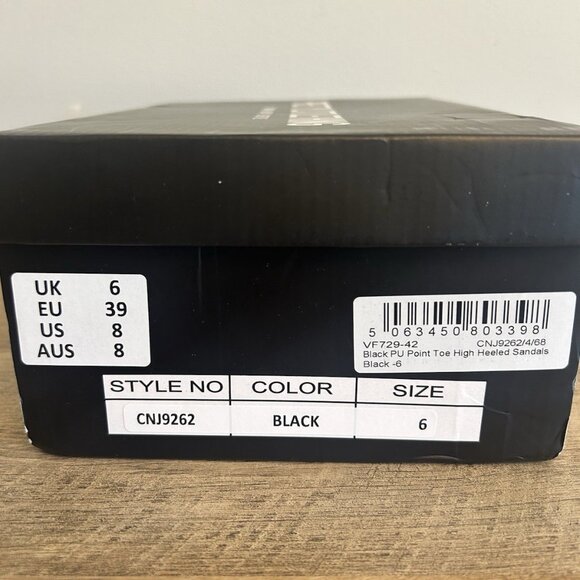 UK 6
EU 39
US 8
AUS 8
5 063450 803398
VF729-42 CNJ9262/4/68
Black PU Point Toe High Heeled Sandals
Black -6
STYLE NO COLOR SIZE
CNJ9262 BLACK 6